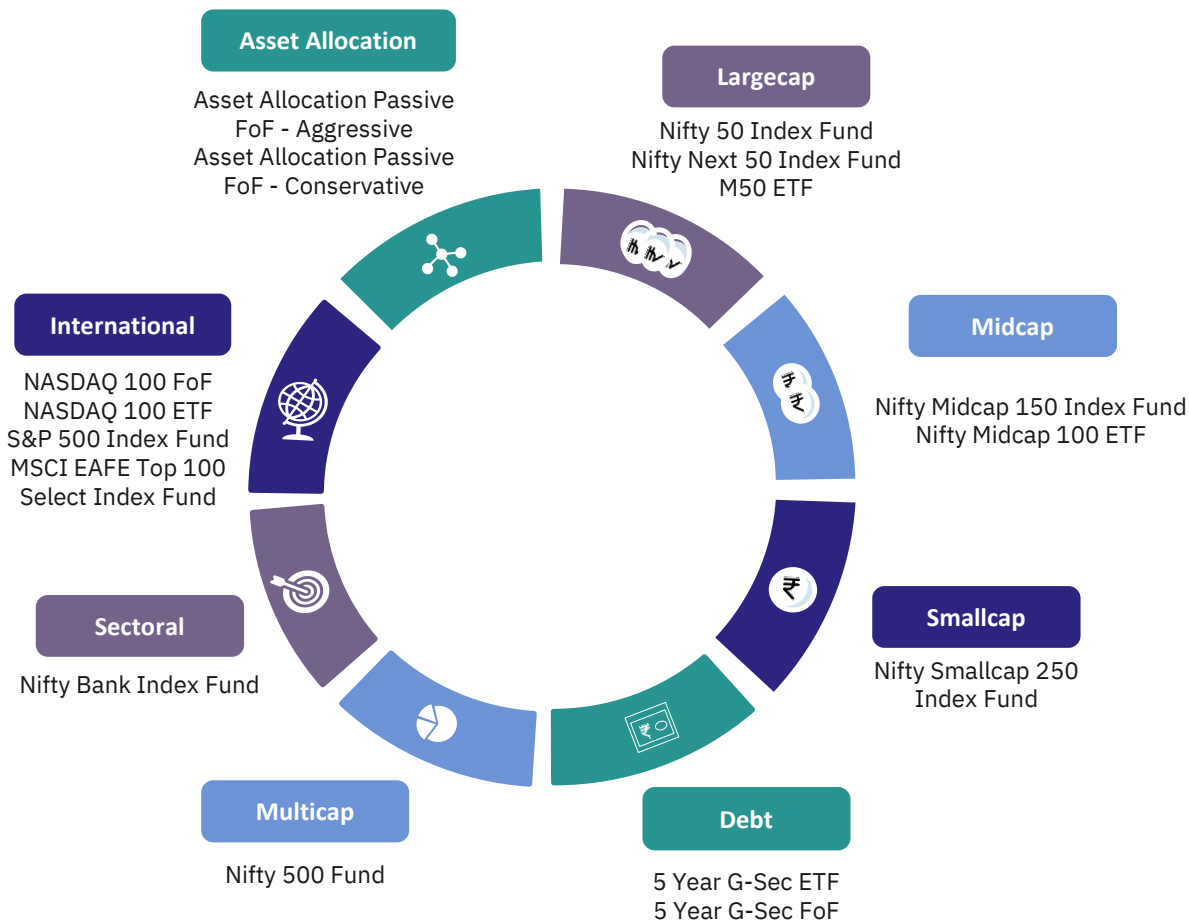 Asset Allocation
Asset Allocation Passive
FoF - Aggressive
Asset Allocation Passive
FoF - Conservative
Largecap
Nifty 50 Index Fund
Nifty Next 50 Index Fund
M50 ETF
Midcap
Nifty Midcap 150 Index Fund
Nifty Midcap 100 ETF
Smallcap
Nifty Smallcap 250
Index Fund
Debt
5 Year G-Sec ETF
5 Year G-Sec FoF
Multicap
Nifty 500 Fund
Sectoral
Nifty Bank Index Fund
International
NASDAQ 100 FoF
NASDAQ 100 ETF
S&P 500 Index Fund
MSCI EAFE Top 100
Select Index Fund